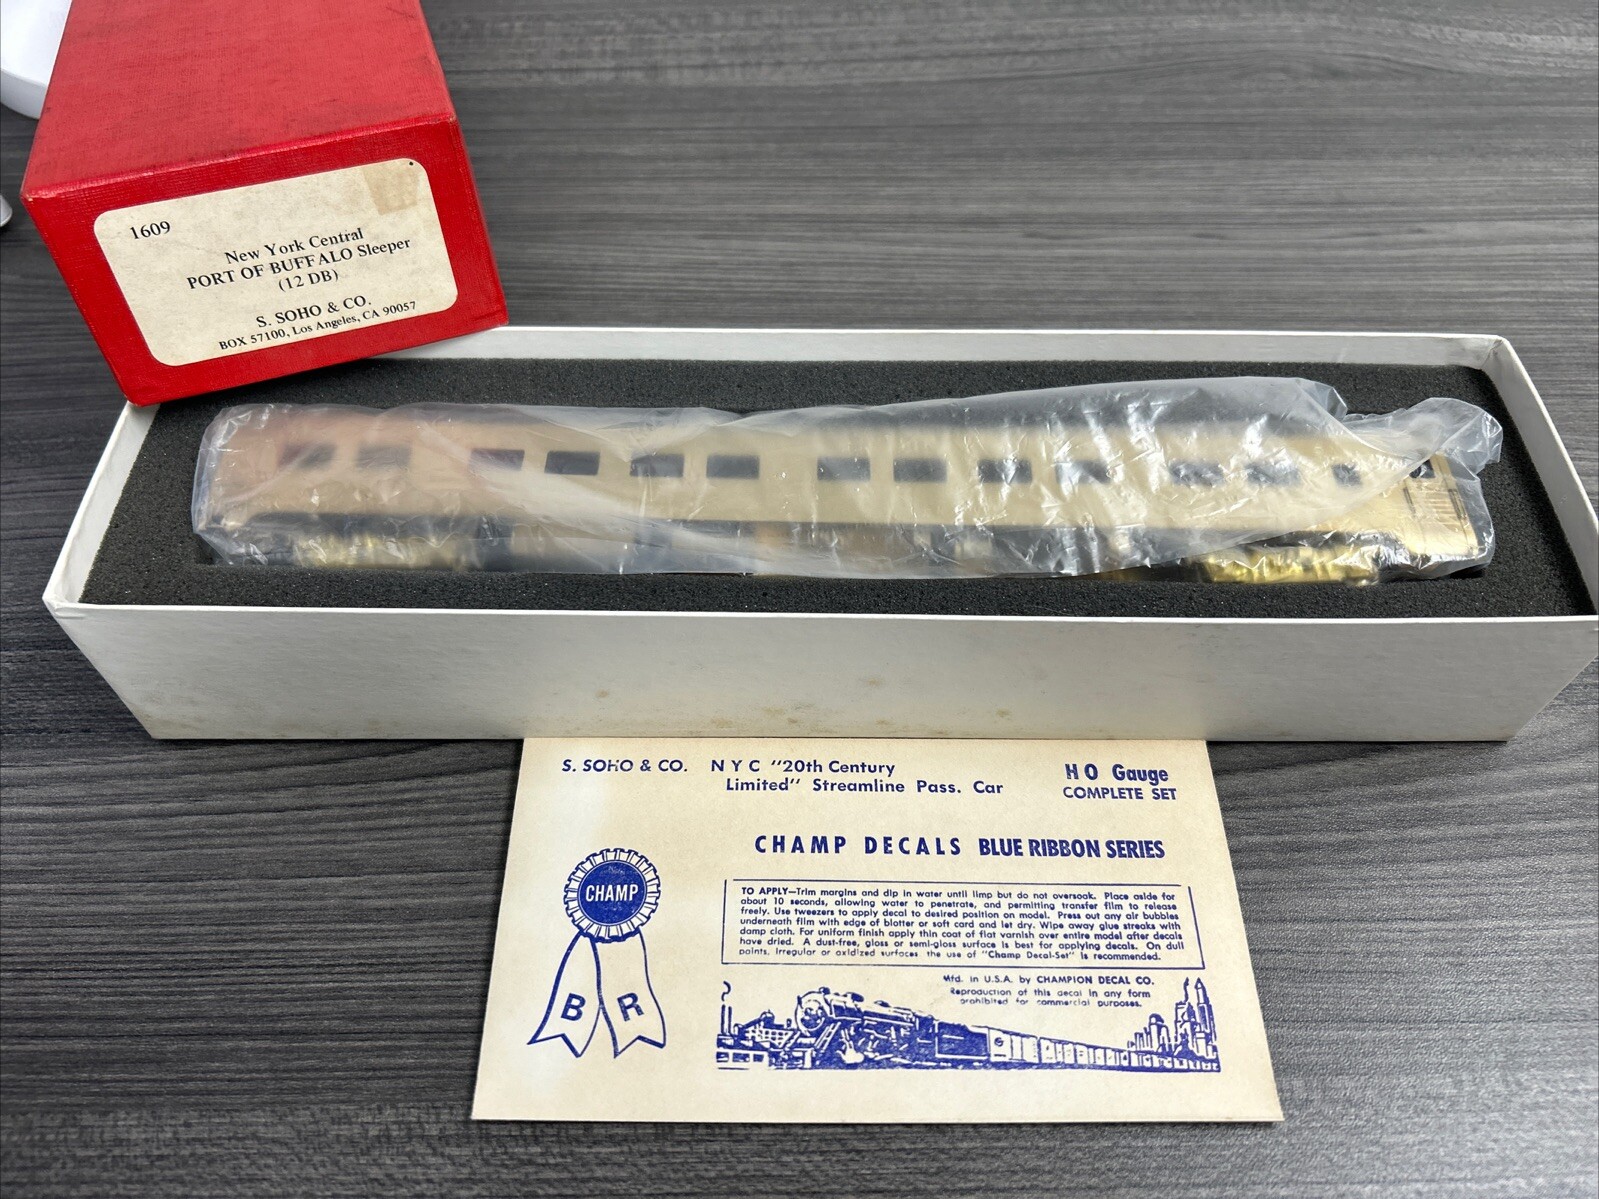 1609
New York Central
PORT OF BUFFALO Sleeper
(12 DB)
S. SOHO & CO.
BOX 57100, Los Angeles, CA 90057
S. SOHO & CO. N Y C "20th Century
Limited" Streamline Pass. Car
HO Gauge
COMPLETE SET
CHAMP DECALS BLUE RIBBON SERIES
CHAMP
B R
TO APPLY—Trim margins and dip in water until limp but do not oversoak. Place aside for
about 10 seconds, allowing water to penetrate, and permitting transfer film to release
freely. Use tweezers to apply decal to desired position on model. Press out any air bubbles
underneath film with edge of blotter or soft card and let dry. Wipe away glue streaks with
damp cloth. For uniform finish apply thin coat of flat varnish over entire model after decals
have dried. A dust-free, gloss or semi-gloss surface is best for applying decals. On dull
paints, irregular or oxidized surfaces the use of "Champ Decal-Set" is recommended.
Mfd. in U.S.A. by CHAMPION DECAL CO.
Reproduction of this decal in any form
prohibited for commercial purposes.